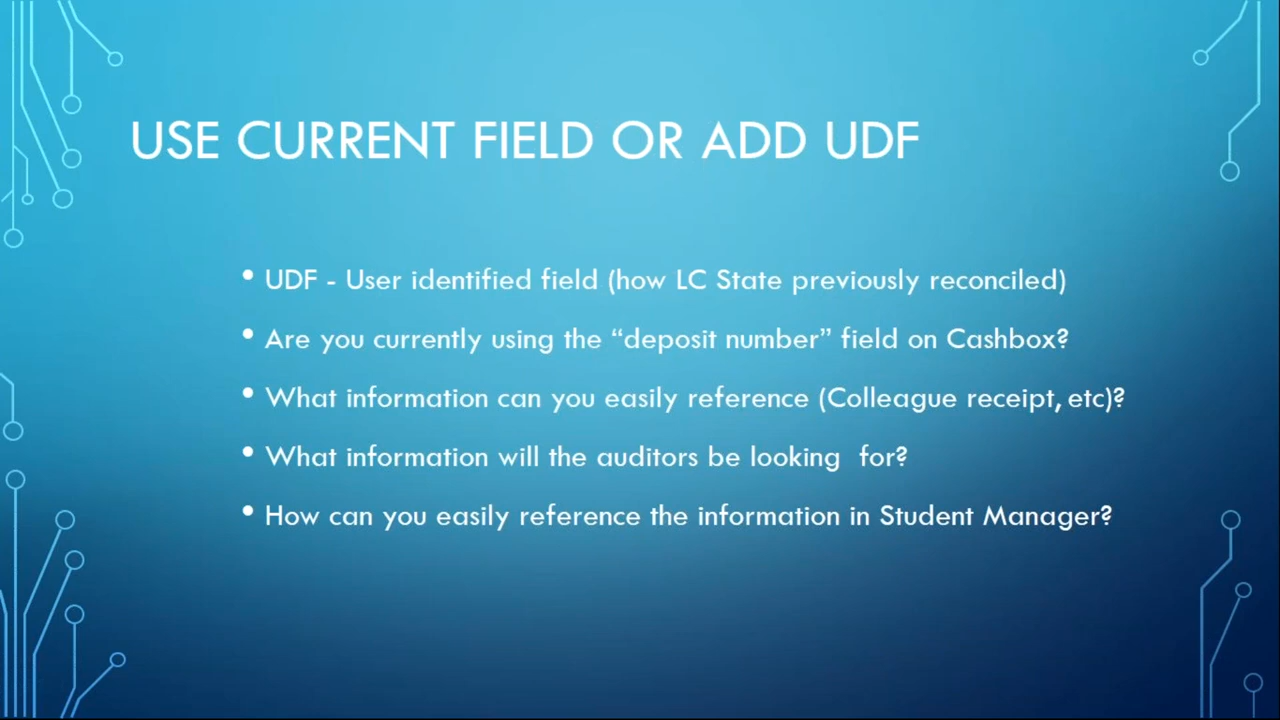 USE CURRENT FIELD OR ADD UDF
• UDF - User identified field (how LC State previously reconciled)
• Are you currently using the “deposit number” field on Cashbox?
• What information can you easily reference (Colleague receipt, etc)?
• What information will the auditors be looking  for?
• How can you easily reference the information in Student Manager?